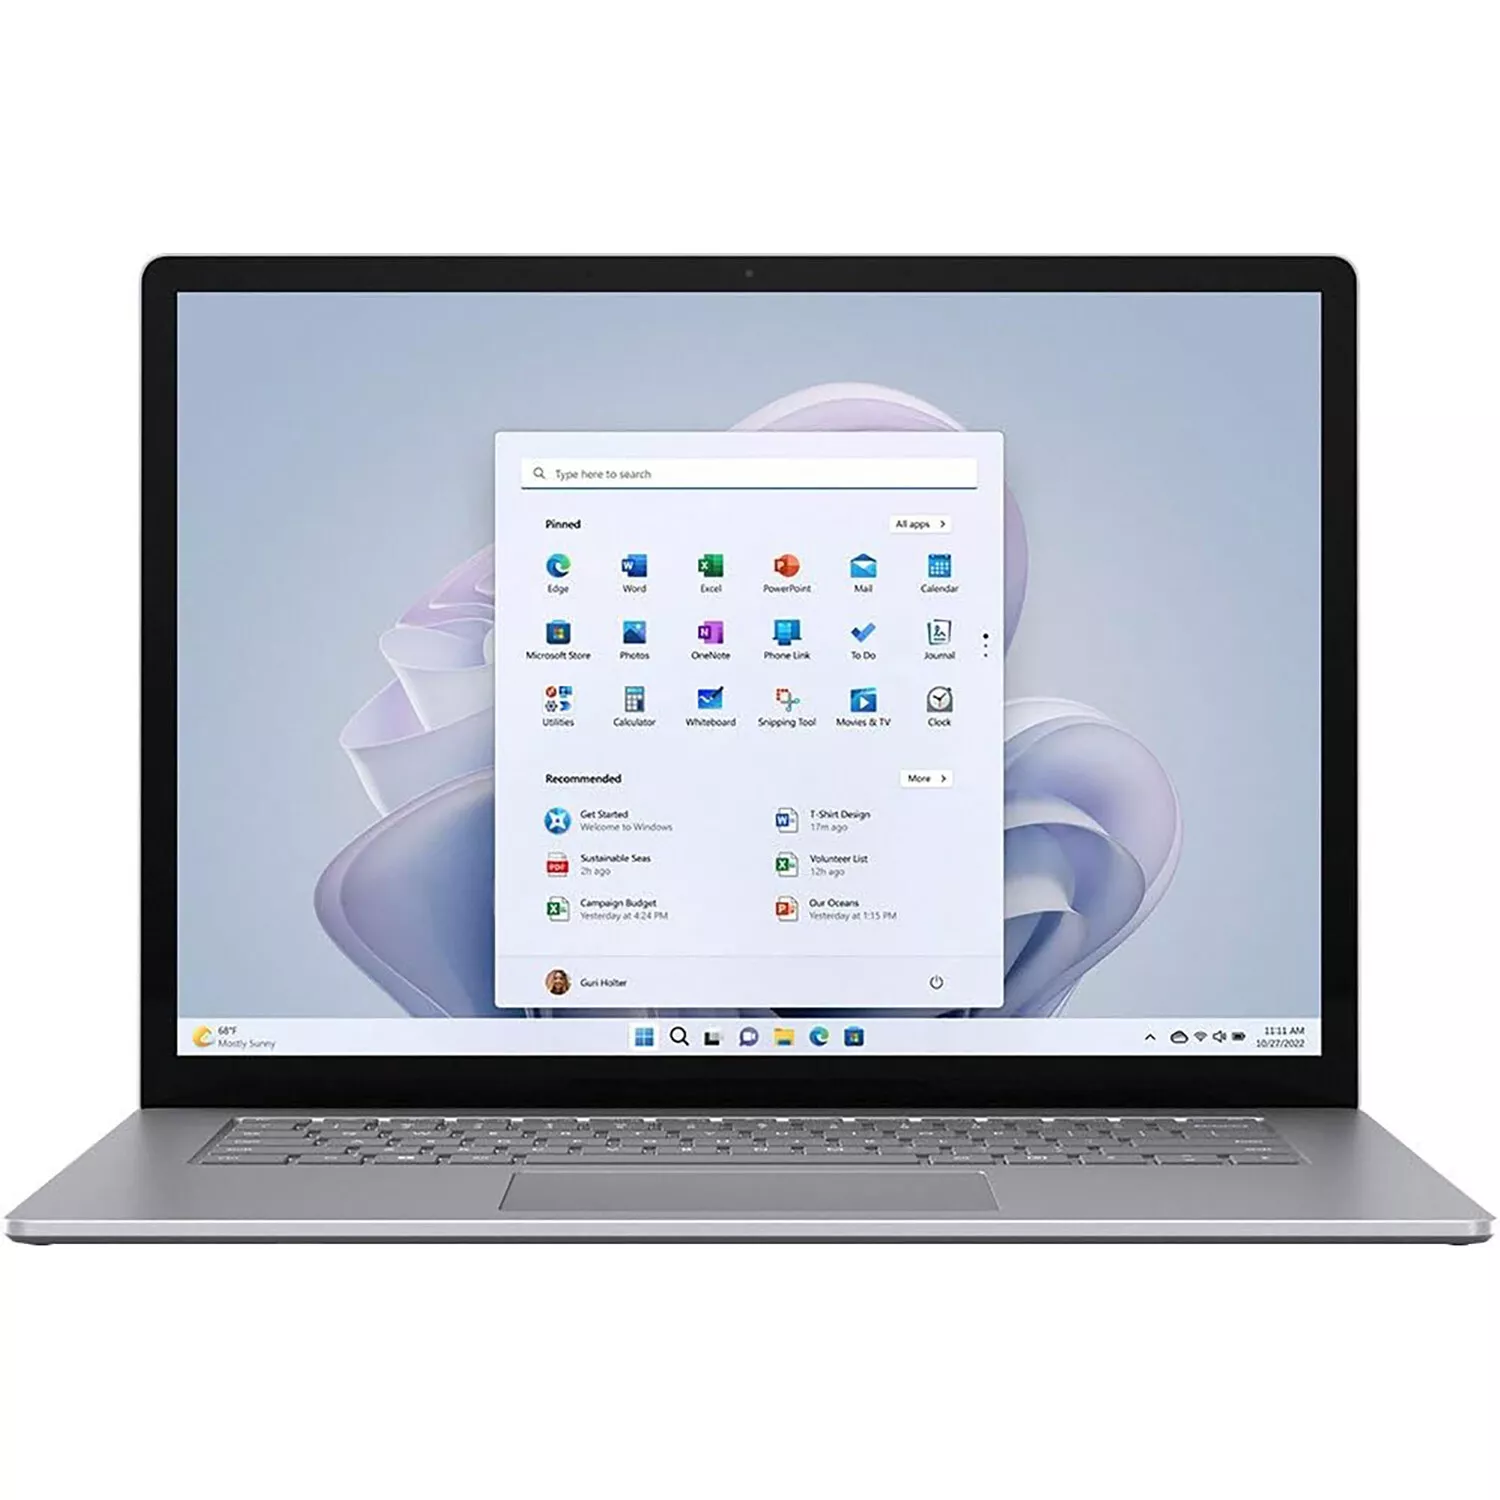 Type here to search
Pinned
All apps
Edge
Word
Excel
PowerPoint
Mail
Calendar
Microsoft Store
Photos
OneNote
Phone Link
To Do
Journal
Utilities
Calculator
Whiteboard
Snipping Tool
Movies & TV
Clock
Recommended
More
Get Started
Welcome to Windows
T-Shirt Design
17m ago
PDF
Sustainable Seas
2h ago
Volunteer List
12h ago
Campaign Budget
Yesterday at 4:24 PM
Our Oceans
Yesterday at 1:15 PM
Guri Holter
68°F
Mostly Sunny
11:11 AM
10/27/2022